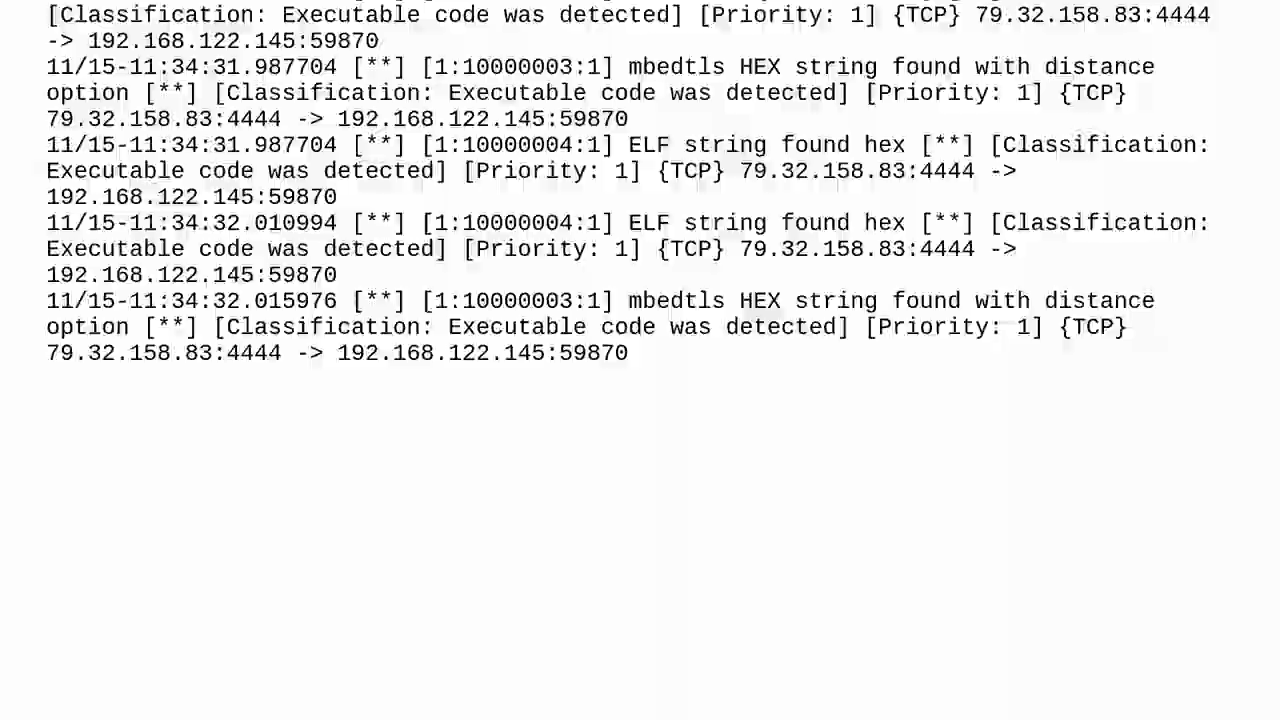 [Classification: Executable code was detected] [Priority: 1] {TCP} 79.32.158.83:4444
-> 192.168.122.145:59870
11/15-11:34:31.987704 [**] [1:10000003:1] mbedtls HEX string found with distance
option [**] [Classification: Executable code was detected] [Priority: 1] {TCP}
79.32.158.83:4444 -> 192.168.122.145:59870
11/15-11:34:31.987704 [**] [1:10000004:1] ELF string found hex [**] [Classification:
Executable code was detected] [Priority: 1] {TCP} 79.32.158.83:4444 ->
192.168.122.145:59870
11/15-11:34:32.010994 [**] [1:10000004:1] ELF string found hex [**] [Classification:
Executable code was detected] [Priority: 1] {TCP} 79.32.158.83:4444 ->
192.168.122.145:59870
11/15-11:34:32.015976 [**] [1:10000003:1] mbedtls HEX string found with distance
option [**] [Classification: Executable code was detected] [Priority: 1] {TCP}
79.32.158.83:4444 -> 192.168.122.145:59870